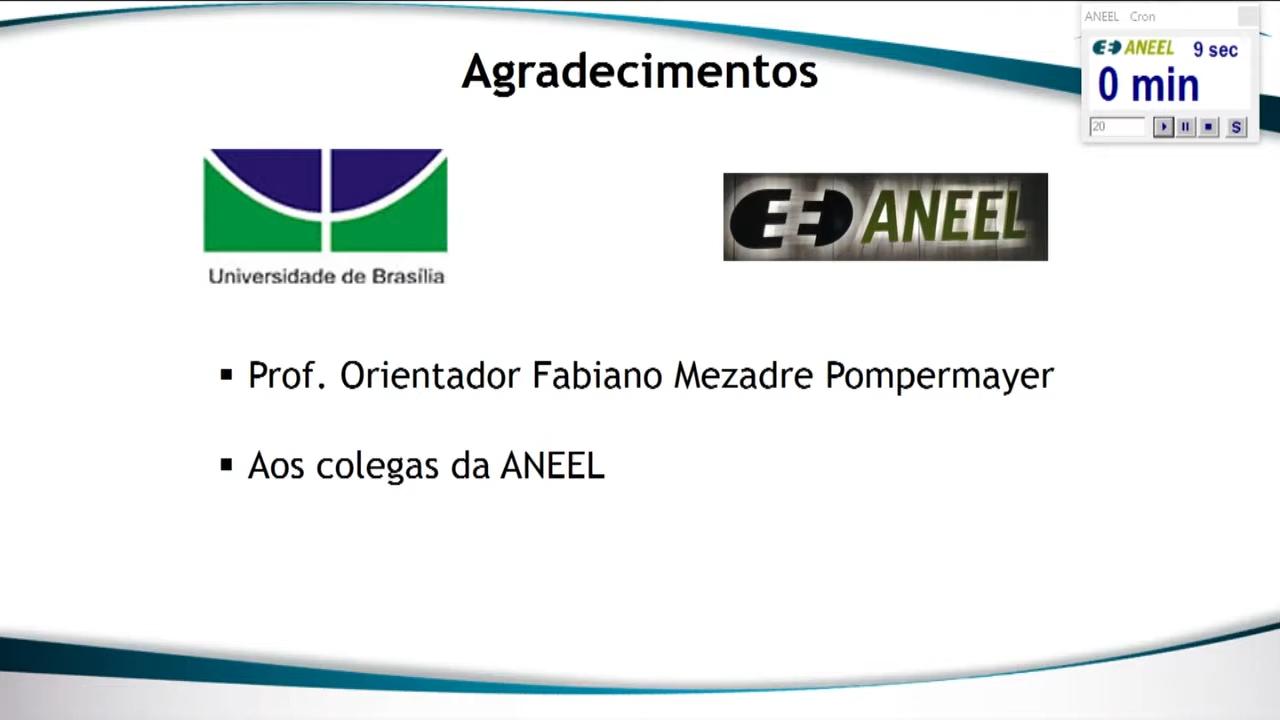 ANEEL Cron
ANEEL 9 sec
0 min
20
S
Agradecimentos
Universidade de Brasília
ANEEL
▪ Prof. Orientador Fabiano Mezadre Pompermayer
▪ Aos colegas da ANEEL